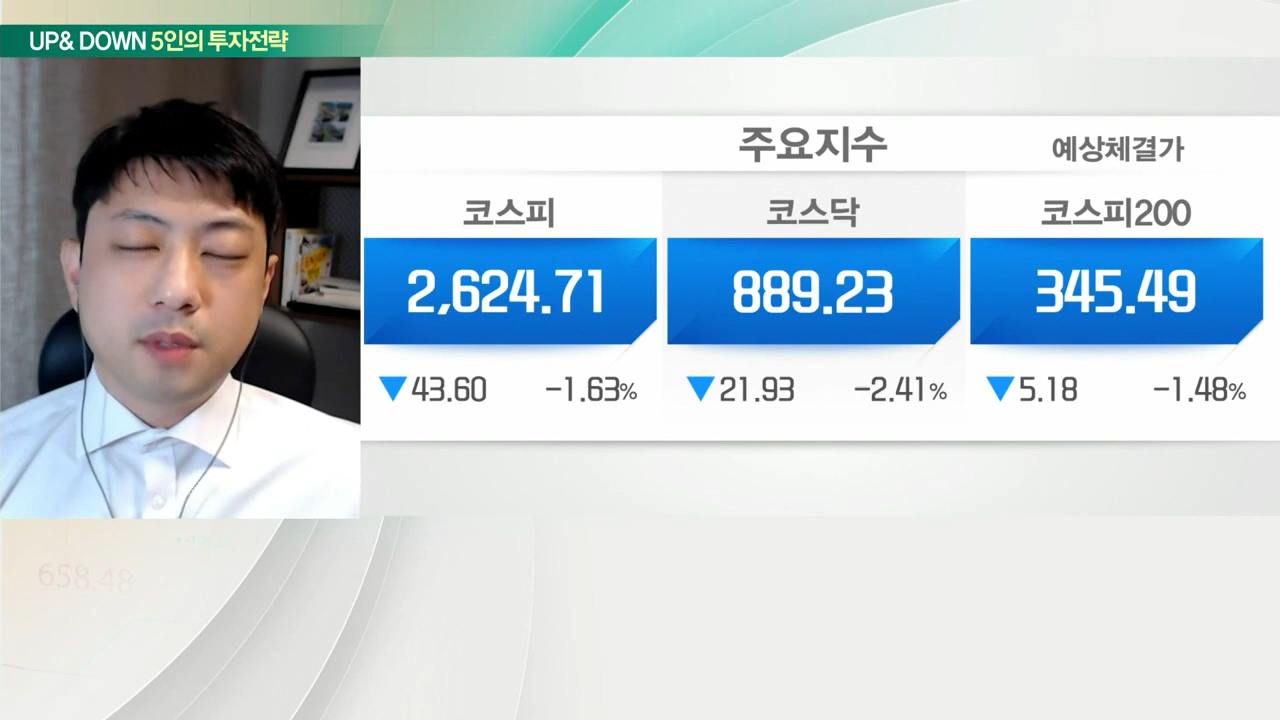 UP& DOWN 5인의 투자전략
주요지수 예상체결가
코스피 코스닥 코스피200
2,624.71 889.23 345.49
▼43.60 -1.63% ▼21.93 -2.41% ▼5.18 -1.48%
658.48